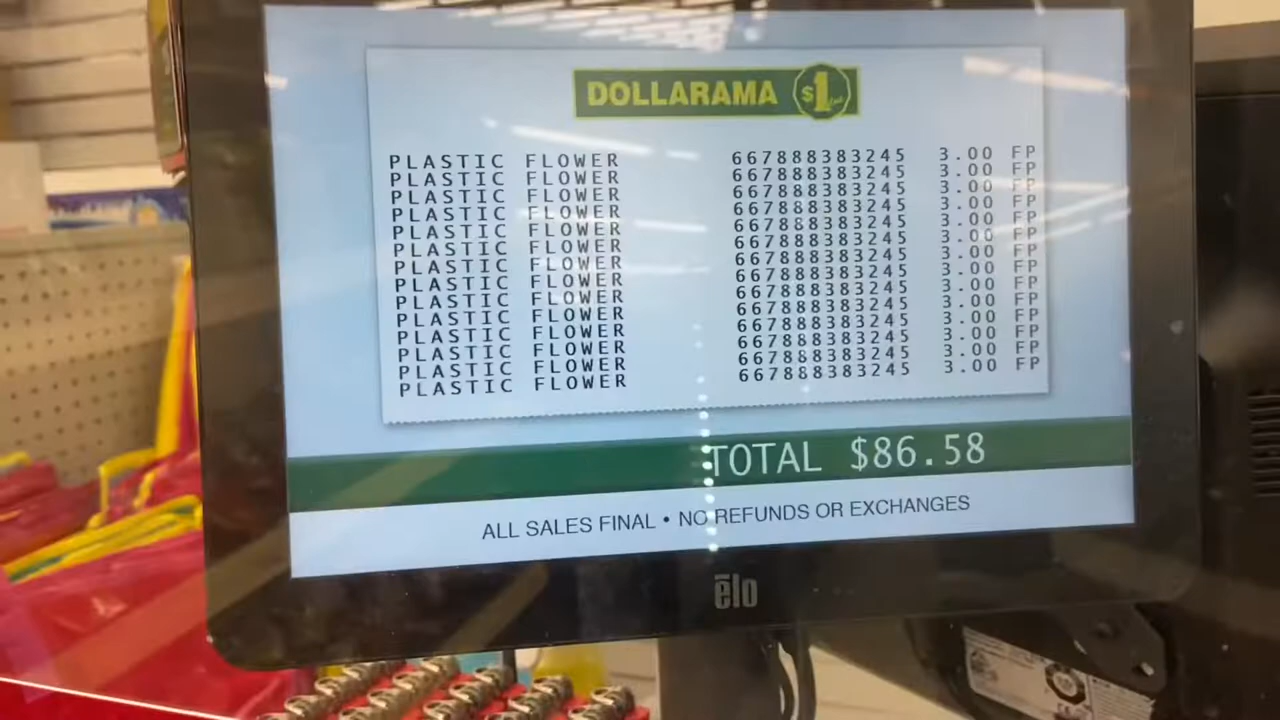 DOLLARAMA $1
PLASTIC FLOWER 667888383245 3.00 FP
PLASTIC FLOWER 667888383245 3.00 FP
PLASTIC FLOWER 667888383245 3.00 FP
PLASTIC FLOWER 667888383245 3.00 FP
PLASTIC FLOWER 667888383245 3.00 FP
PLASTIC FLOWER 667888383245 3.00 FP
PLASTIC FLOWER 667888383245 3.00 FP
PLASTIC FLOWER 667888383245 3.00 FP
PLASTIC FLOWER 667888383245 3.00 FP
PLASTIC FLOWER 667888383245 3.00 FP
PLASTIC FLOWER 667888383245 3.00 FP
PLASTIC FLOWER 667888383245 3.00 FP
PLASTIC FLOWER 667888383245 3.00 FP
PLASTIC FLOWER 667888383245 3.00 FP
TOTAL $86.58
ALL SALES FINAL • NO REFUNDS OR EXCHANGES
ēlo